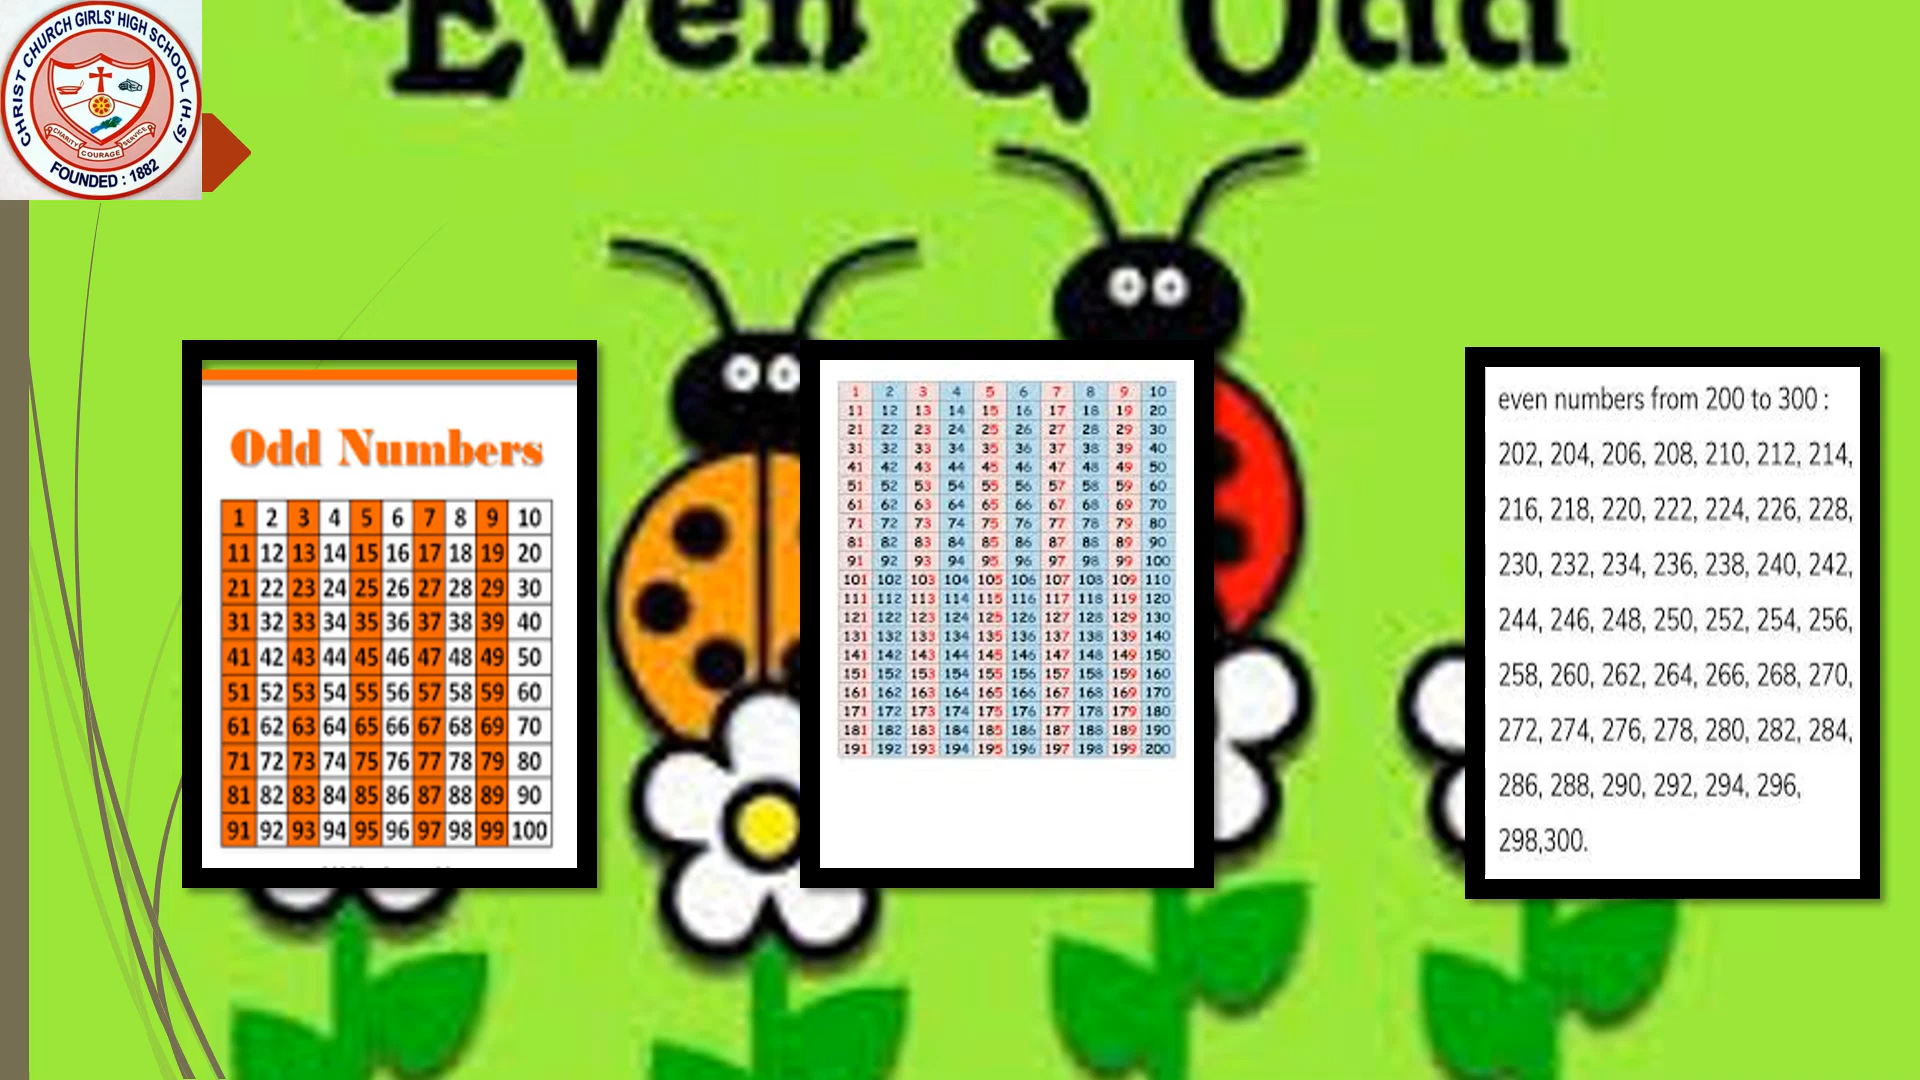 CHRIST CHURCH GIRLS' HIGH SCHOOL (H.S)
CHARITY COURAGE SERVICE
FOUNDED : 1882
Even & Odd
Odd Numbers
1 2 3 4 5 6 7 8 9 10
11 12 13 14 15 16 17 18 19 20
21 22 23 24 25 26 27 28 29 30
31 32 33 34 35 36 37 38 39 40
41 42 43 44 45 46 47 48 49 50
51 52 53 54 55 56 57 58 59 60
61 62 63 64 65 66 67 68 69 70
71 72 73 74 75 76 77 78 79 80
81 82 83 84 85 86 87 88 89 90
91 92 93 94 95 96 97 98 99 100
1 2 3 4 5 6 7 8 9 10
11 12 13 14 15 16 17 18 19 20
21 22 23 24 25 26 27 28 29 30
31 32 33 34 35 36 37 38 39 40
41 42 43 44 45 46 47 48 49 50
51 52 53 54 55 56 57 58 59 60
61 62 63 64 65 66 67 68 69 70
71 72 73 74 75 76 77 78 79 80
81 82 83 84 85 86 87 88 89 90
91 92 93 94 95 96 97 98 99 100
101 102 103 104 105 106 107 108 109 110
111 112 113 114 115 116 117 118 119 120
121 122 123 124 125 126 127 128 129 130
131 132 133 134 135 136 137 138 139 140
141 142 143 144 145 146 147 148 149 150
151 152 153 154 155 156 157 158 159 160
161 162 163 164 165 166 167 168 169 170
171 172 173 174 175 176 177 178 179 180
181 182 183 184 185 186 187 188 189 190
191 192 193 194 195 196 197 198 199 200
even numbers from 200 to 300 :
202, 204, 206, 208, 210, 212, 214,
216, 218, 220, 222, 224, 226, 228,
230, 232, 234, 236, 238, 240, 242,
244, 246, 248, 250, 252, 254, 256,
258, 260, 262, 264, 266, 268, 270,
272, 274, 276, 278, 280, 282, 284,
286, 288, 290, 292, 294, 296,
298,300.